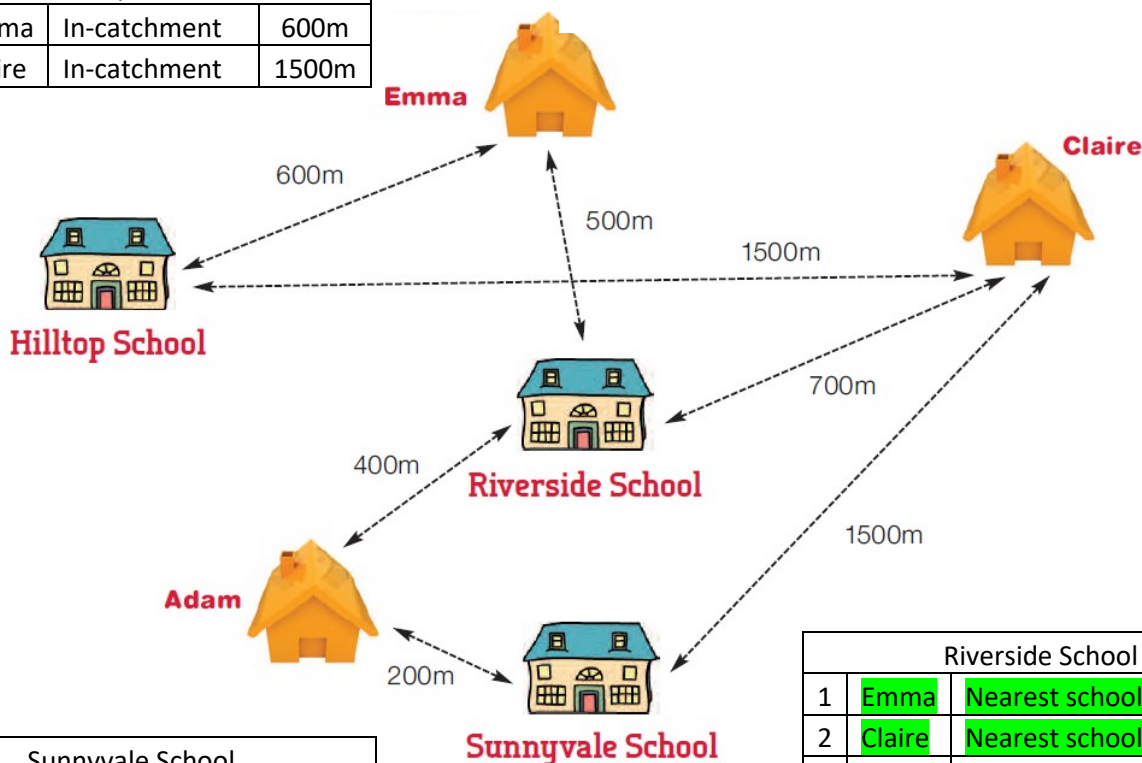 In-catchment 600m
In-catchment 1500m
Emma
Claire
600m
500m
1500m
Hilltop School
700m
400m
Riverside School
1500m
Adam
200m
Riverside School
1 Emma Nearest school
2 Claire Nearest school
Sunnyvale School
Sunnyvale School